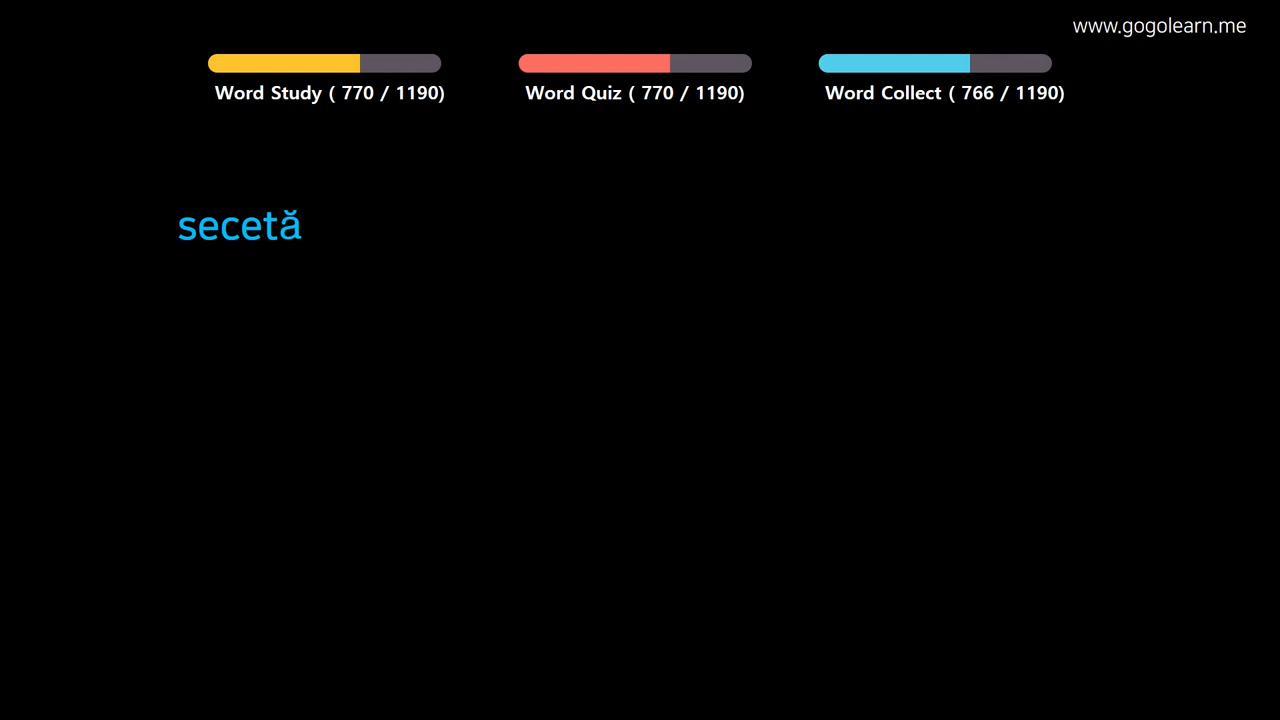 www.gogolearn.me
Word Study ( 770 / 1190)
Word Quiz ( 770 / 1190)
Word Collect ( 766 / 1190)
secetă